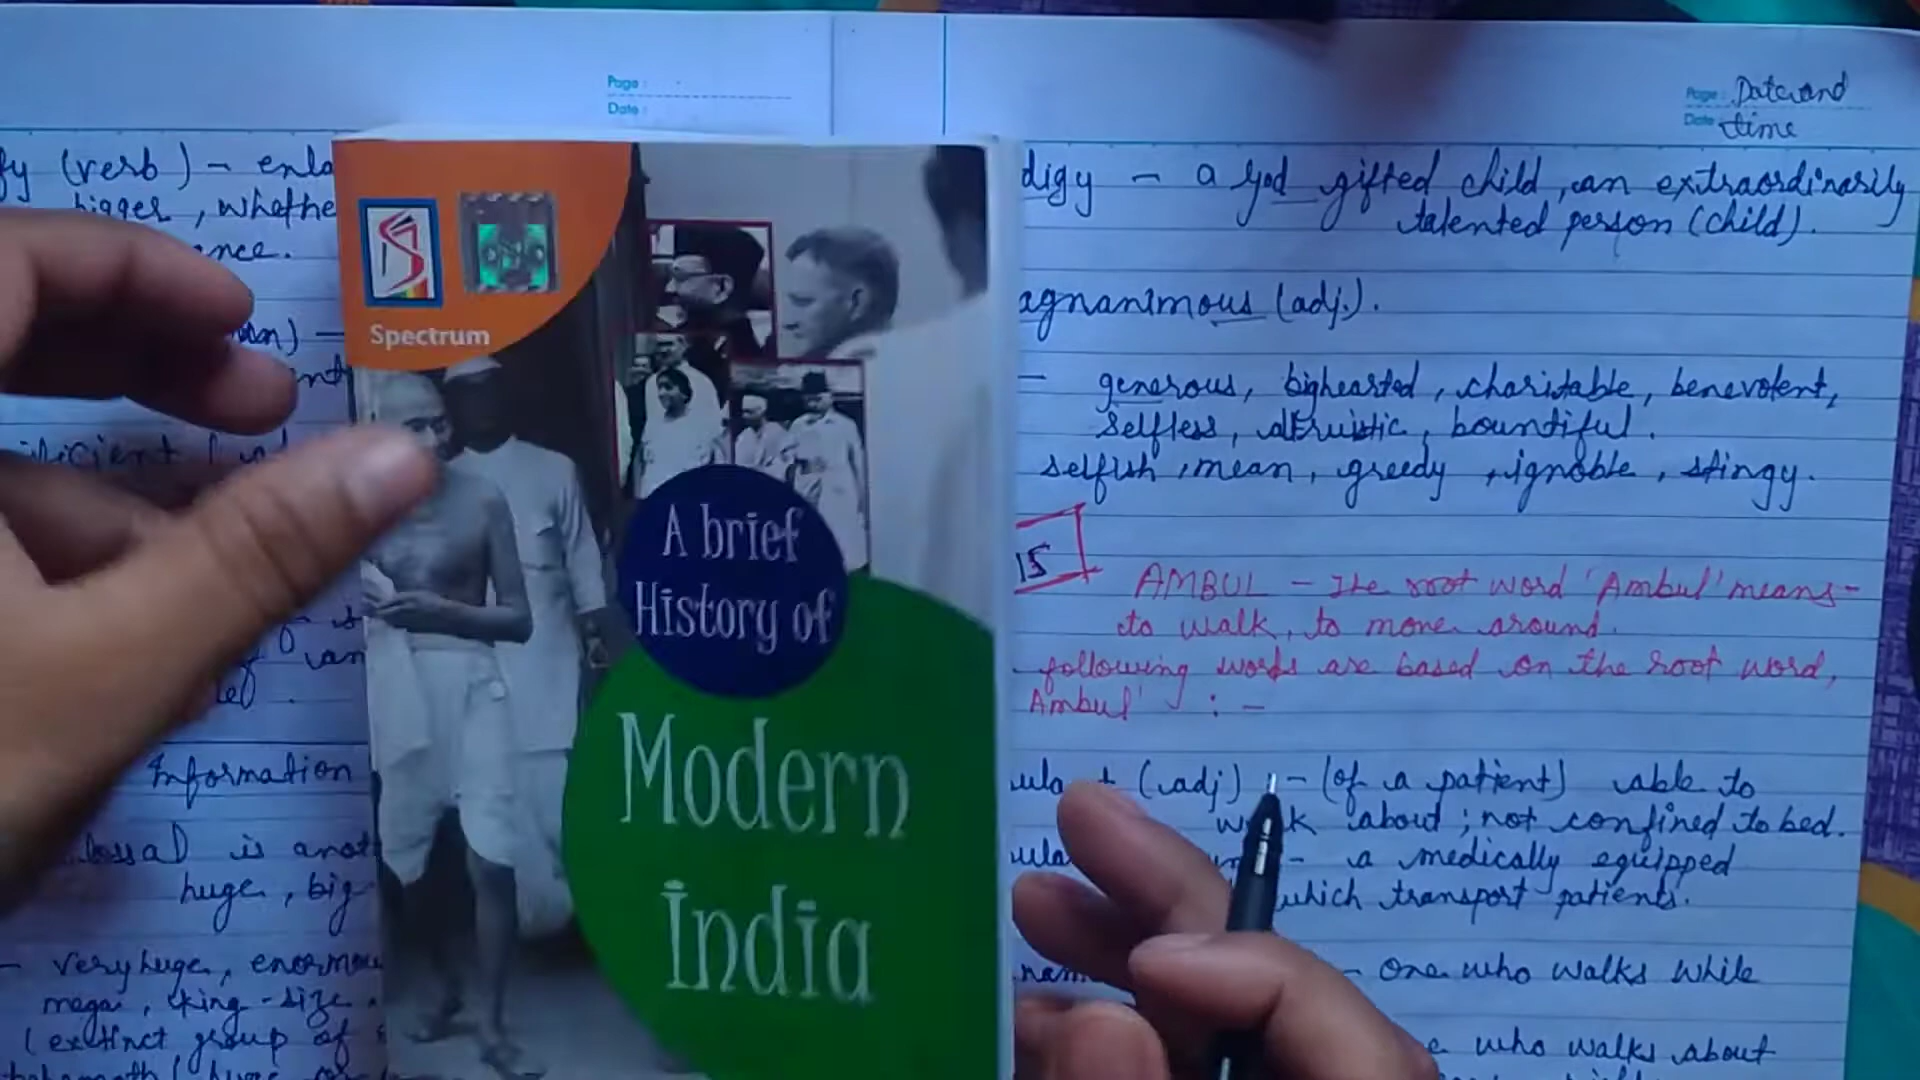 Page :
Date :
fy (verb) - enla
bigger, whethe
nce.
an) -
ficient
Information
lossal) is anot
huge, big
- very huge, enormou
mega, king-size
(extinct group of
Spectrum
A brief
History of
Modern
India
Page : Date and
Date : time
digy - a god gifted child, an extraordinarily
talented person (child).
agnanimous (adj.).
- generous, bighearted, charitable, benevolent,
selfless, altruistic, bountiful.
selfish, mean, greedy, ignoble, stingy.
15
AMBUL - The root word 'Ambul' means-
to walk, to move around.
following words are based on the root word,
Ambul' : -
(adj) - (of a patient) able to
walk about; not confined to bed.
- a medically equipped
which transport patients.
- One who walks while
who walks about